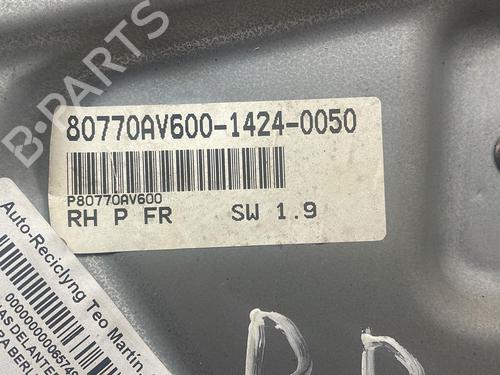 B-PARTS
80770AV600-1424-0050
P80770AV600
RH P FR SW 1.9
Auto-Reciclyng Teo Martin,